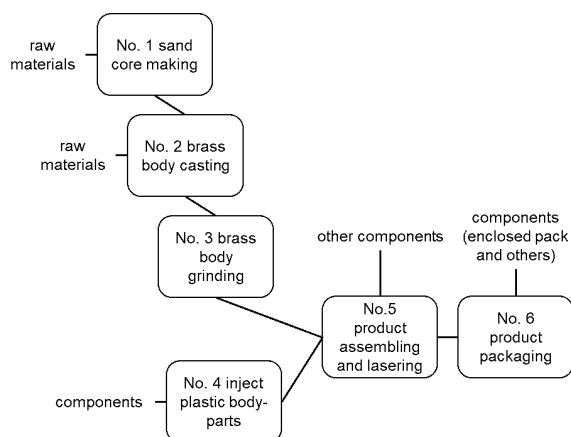 raw
materials
No. 1 sand
core making
raw
materials
No. 2 brass
body casting
No. 3 brass
body
grinding
other components
components
(enclosed pack
and others)
No.5
product
assembling
and lasering
No. 6
product
packaging
components
No. 4 inject
plastic body-
parts